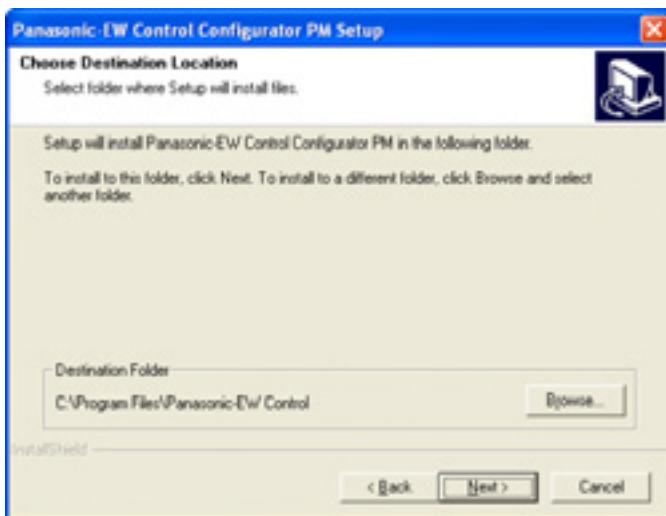 Panasonic-EW Control Configurator PM Setup
Choose Destination Location
Select folder where Setup will install files.
Setup will install Panasonic-EW Control Configurator PM in the following folder.
To install to this folder, click Next. To install to a different folder, click Browse and select
another folder.
Destination Folder
C:\Program Files\Panasonic-EW Control
Browse...
InstallShield
< Back
Next >
Cancel